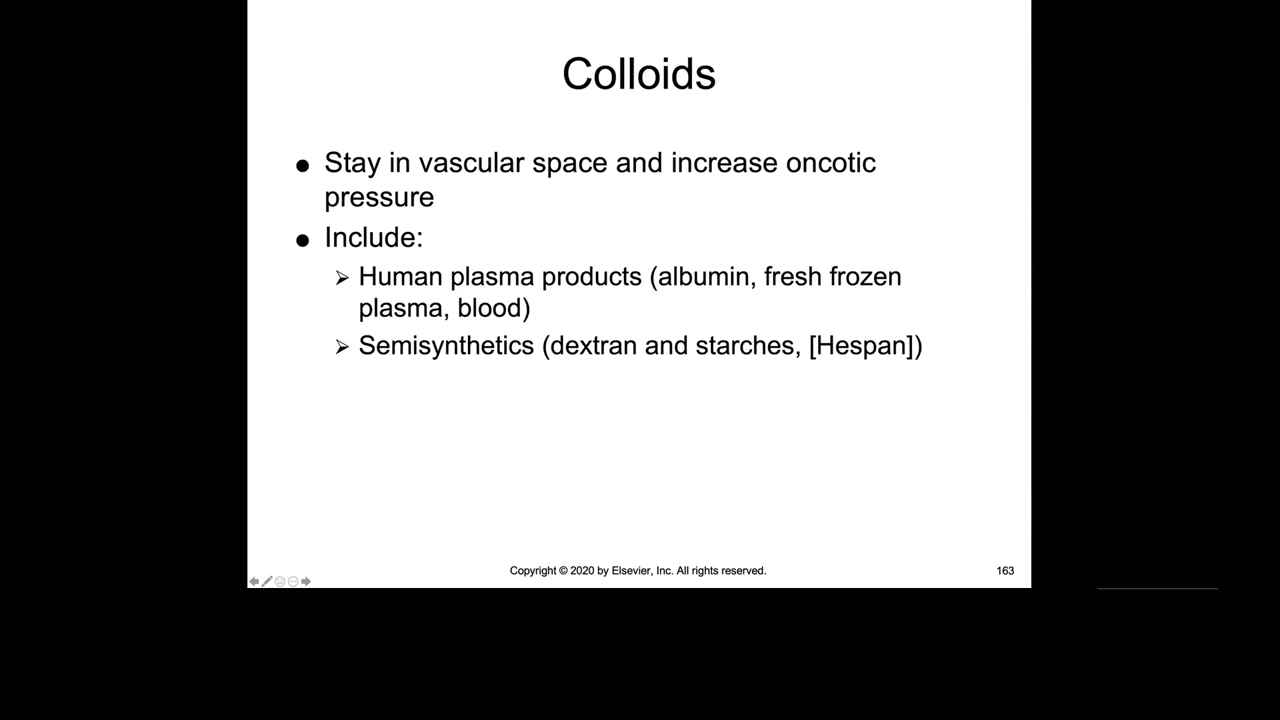 Colloids
● Stay in vascular space and increase oncotic
pressure
● Include:
➢ Human plasma products (albumin, fresh frozen
plasma, blood)
➢ Semisynthetics (dextran and starches, [Hespan])
Copyright © 2020 by Elsevier, Inc. All rights reserved.
163